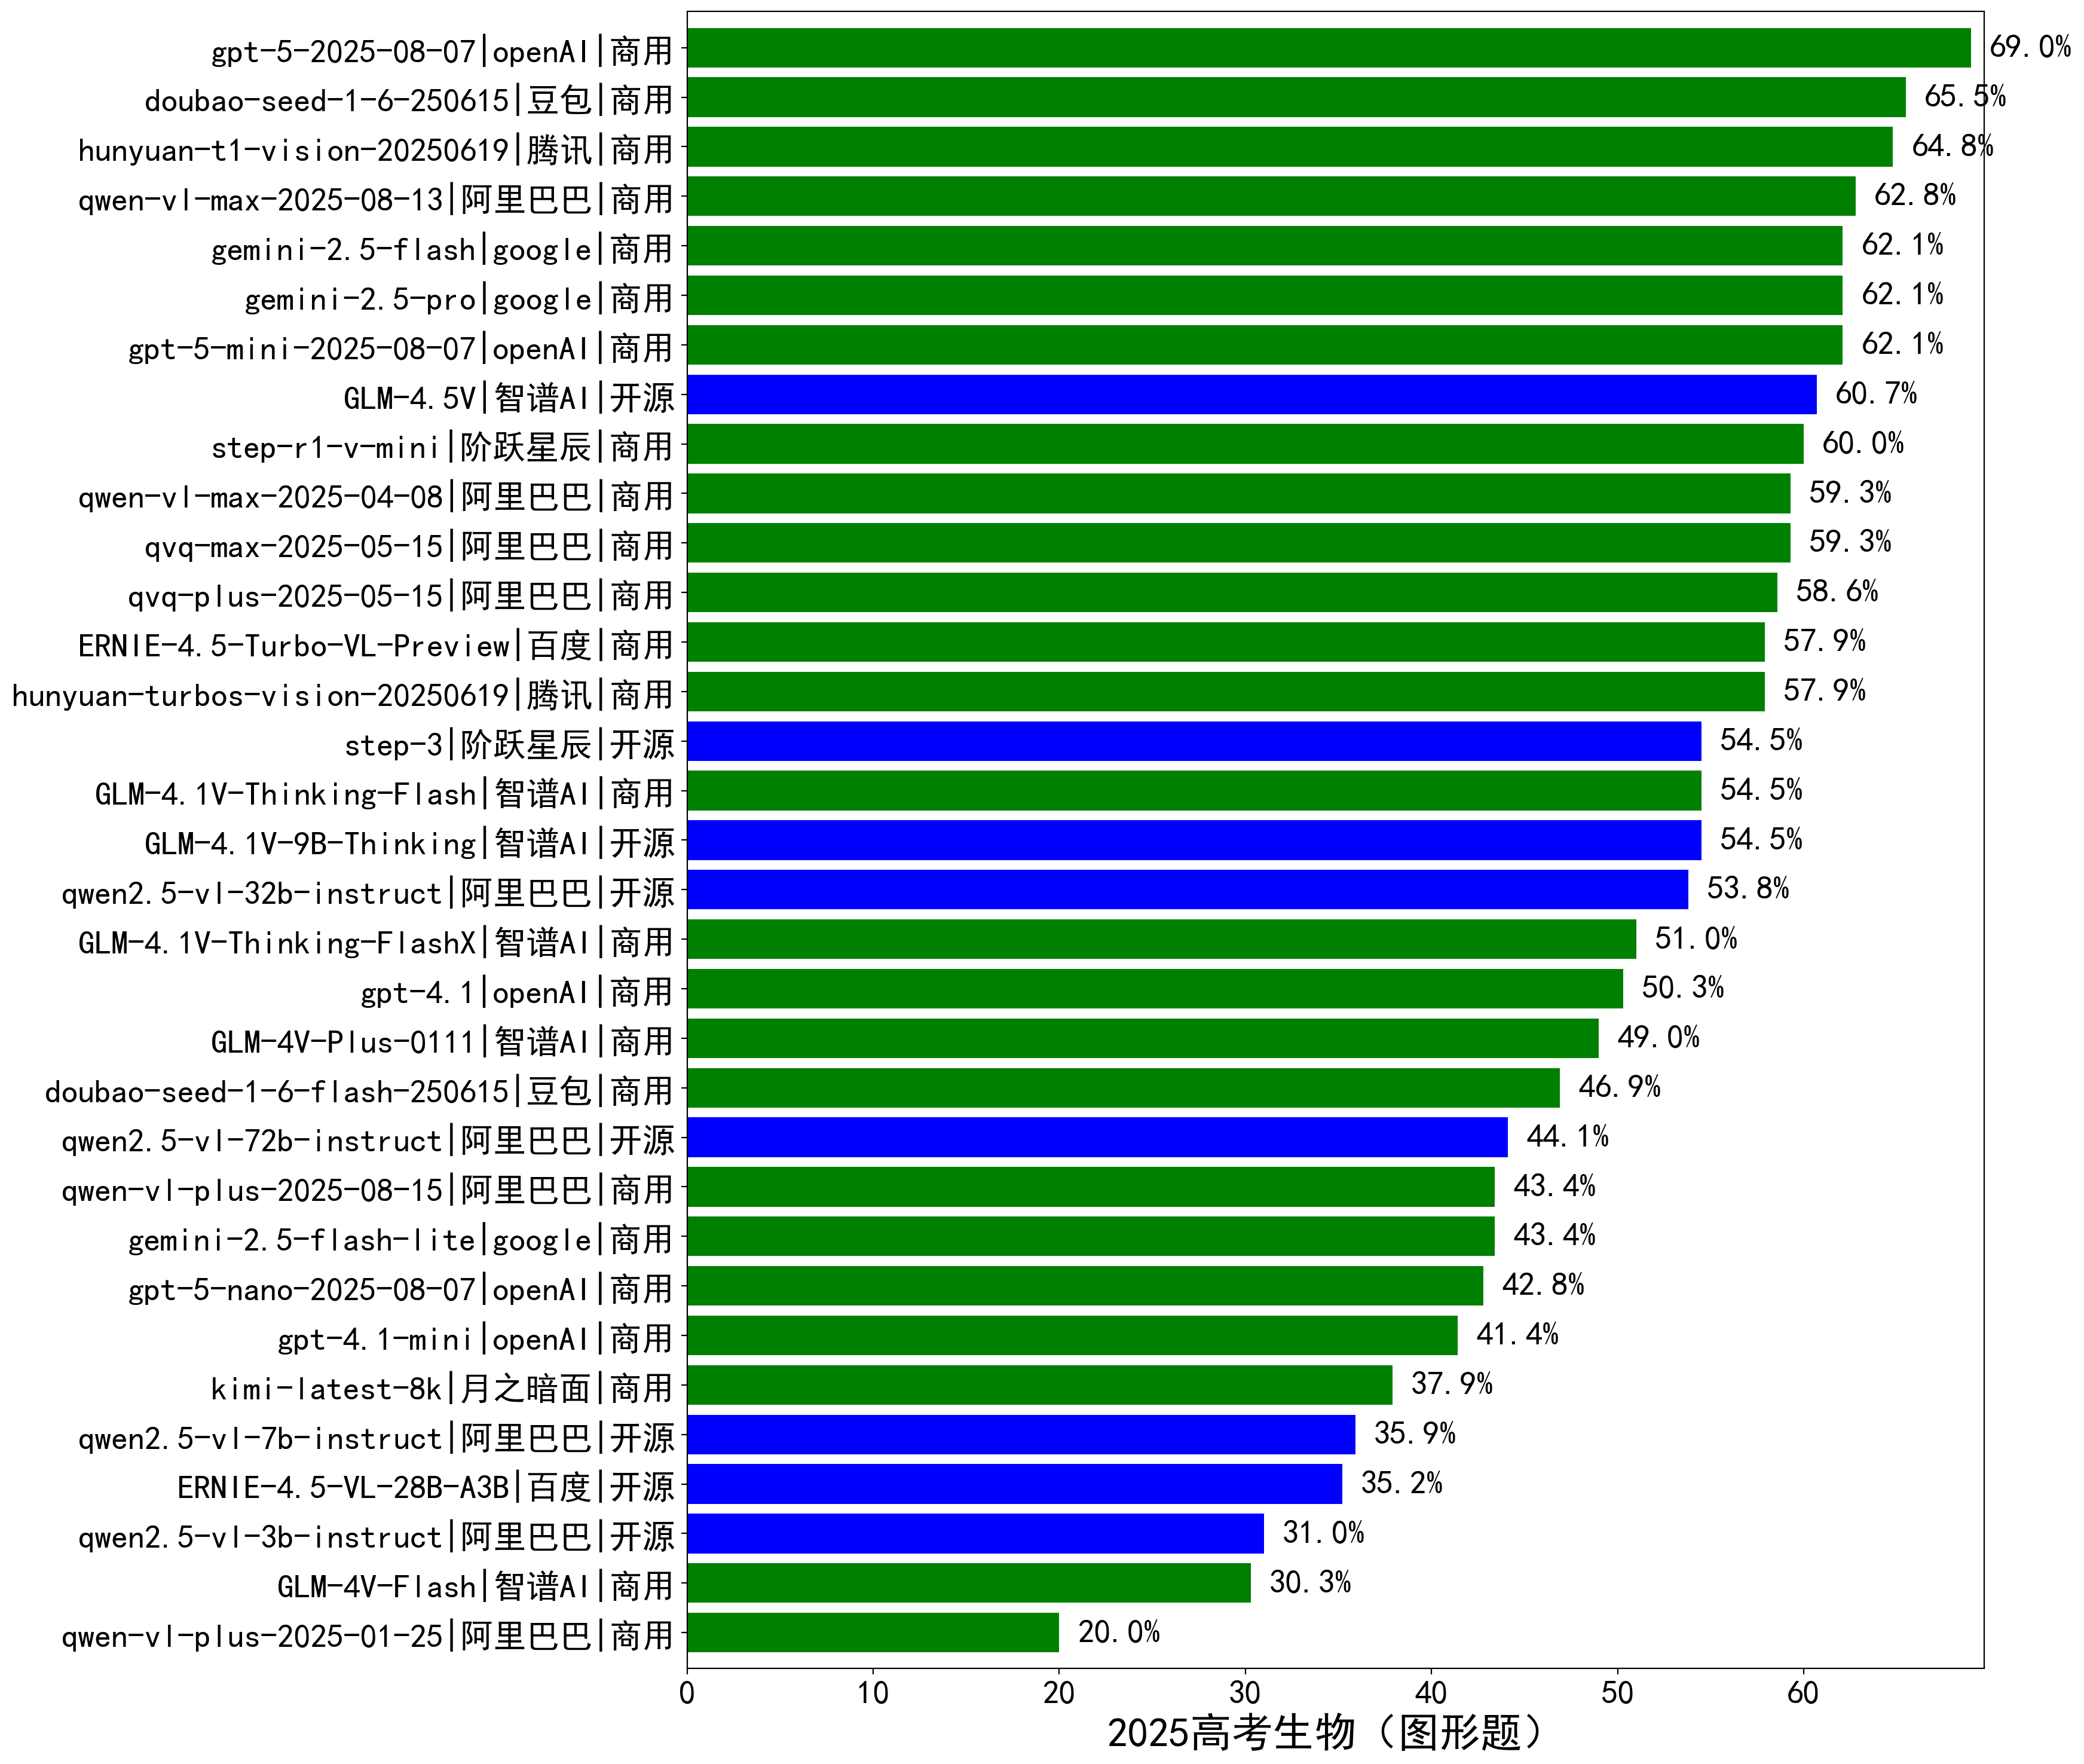 gpt-5-2025-08-07|openAI|商用 69.0%
doubao-seed-1-6-250615|豆包|商用 65.5%
hunyuan-t1-vision-20250619|腾讯|商用 64.8%
qwen-vl-max-2025-08-13|阿里巴巴|商用 62.8%
gemini-2.5-flash|google|商用 62.1%
gemini-2.5-pro|google|商用 62.1%
gpt-5-mini-2025-08-07|openAI|商用 62.1%
GLM-4.5V|智谱AI|开源 60.7%
step-r1-v-mini|阶跃星辰|商用 60.0%
qwen-vl-max-2025-04-08|阿里巴巴|商用 59.3%
qvq-max-2025-05-15|阿里巴巴|商用 59.3%
qvq-plus-2025-05-15|阿里巴巴|商用 58.6%
ERNIE-4.5-Turbo-VL-Preview|百度|商用 57.9%
hunyuan-turbos-vision-20250619|腾讯|商用 57.9%
step-3|阶跃星辰|开源 54.5%
GLM-4.1V-Thinking-Flash|智谱AI|商用 54.5%
GLM-4.1V-9B-Thinking|智谱AI|开源 54.5%
qwen2.5-vl-32b-instruct|阿里巴巴|开源 53.8%
GLM-4.1V-Thinking-FlashX|智谱AI|商用 51.0%
gpt-4.1|openAI|商用 50.3%
GLM-4V-Plus-0111|智谱AI|商用 49.0%
doubao-seed-1-6-flash-250615|豆包|商用 46.9%
qwen2.5-vl-72b-instruct|阿里巴巴|开源 44.1%
qwen-vl-plus-2025-08-15|阿里巴巴|商用 43.4%
gemini-2.5-flash-lite|google|商用 43.4%
gpt-5-nano-2025-08-07|openAI|商用 42.8%
gpt-4.1-mini|openAI|商用 41.4%
kimi-latest-8k|月之暗面|商用 37.9%
qwen2.5-vl-7b-instruct|阿里巴巴|开源 35.9%
ERNIE-4.5-VL-28B-A3B|百度|开源 35.2%
qwen2.5-vl-3b-instruct|阿里巴巴|开源 31.0%
GLM-4V-Flash|智谱AI|商用 30.3%
qwen-vl-plus-2025-01-25|阿里巴巴|商用 20.0%
0 10 20 30 40 50 60
2025高考生物（图形题）